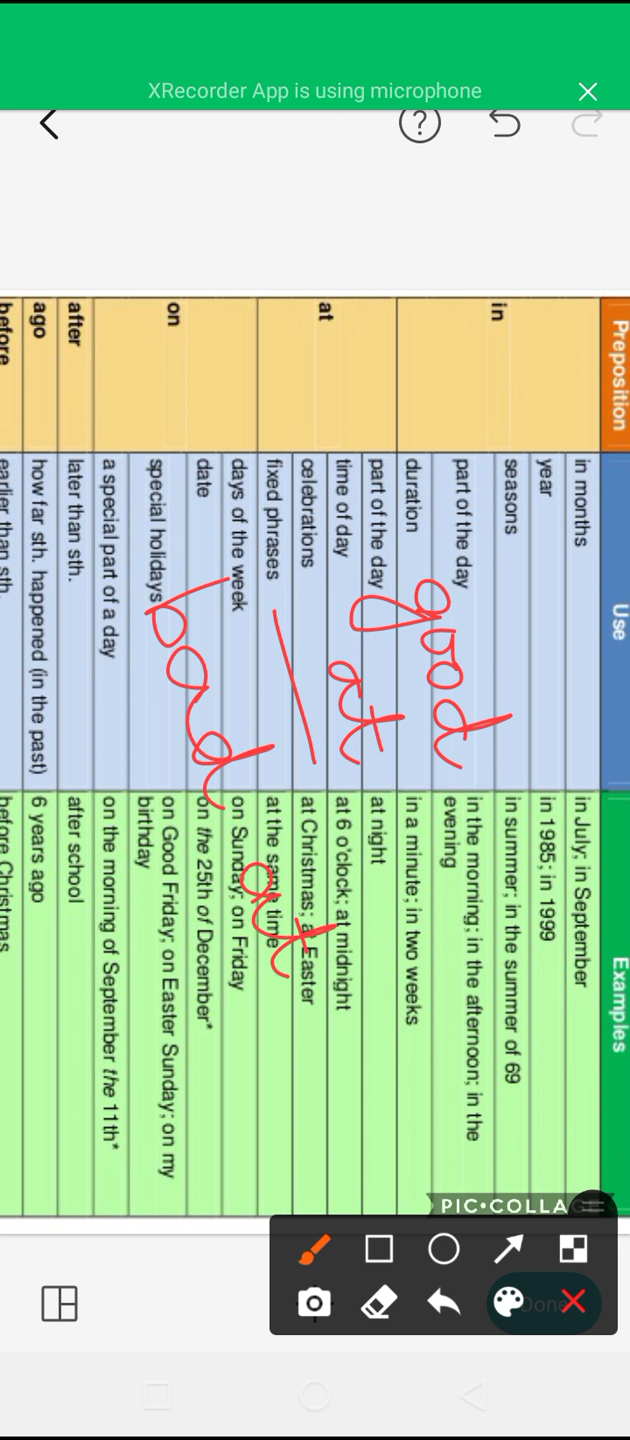 XRecorder App is using microphone
Preposition Use Examples
in in months in July; in September
year in 1985; in 1999
seasons in summer; in the summer of 69
part of the day in the morning; in the afternoon; in the
evening
duration in a minute; in two weeks
at part of the day at night
time of day at 6 o'clock; at midnight
celebrations at Christmas; at Easter
fixed phrases at the same time
on days of the week on Sunday; on Friday
date on the 25th of December*
special holidays on Good Friday; on Easter Sunday; on my
birthday
a special part of a day on the morning of September the 11th*
after later than sth. after school
ago how far sth. happened (in the past) 6 years ago
before earlier than sth. before Christmas
good
at
bad
at
PIC•COLLAGE
Done